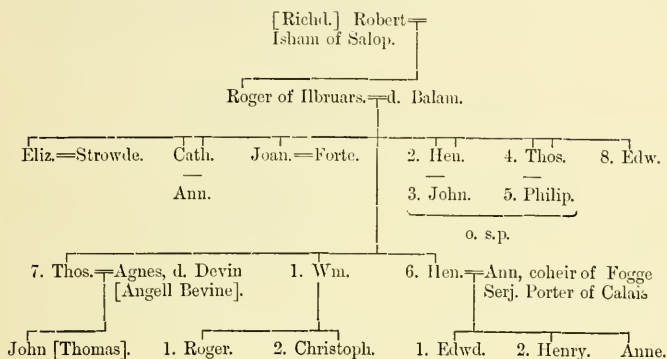 [Richd.] Robert
Isham of Salop.
Roger of Ilbruars. d. Balam.
Eliz. Strowde. Cath. Joan. Forte. 2. Hen. 4. Thos. 8. Edw.
Ann. 3. John. 5. Philip.
o. s.p.
7. Thos. Agnes, d. Devin 1. Wm. 6. Hen. Ann, coheir of Fogge
[Angell Bevine]. Serj. Porter of Calais
John [Thomas]. 1. Roger. 2. Christoph. 1. Edwd. 2. Henry. Anne.